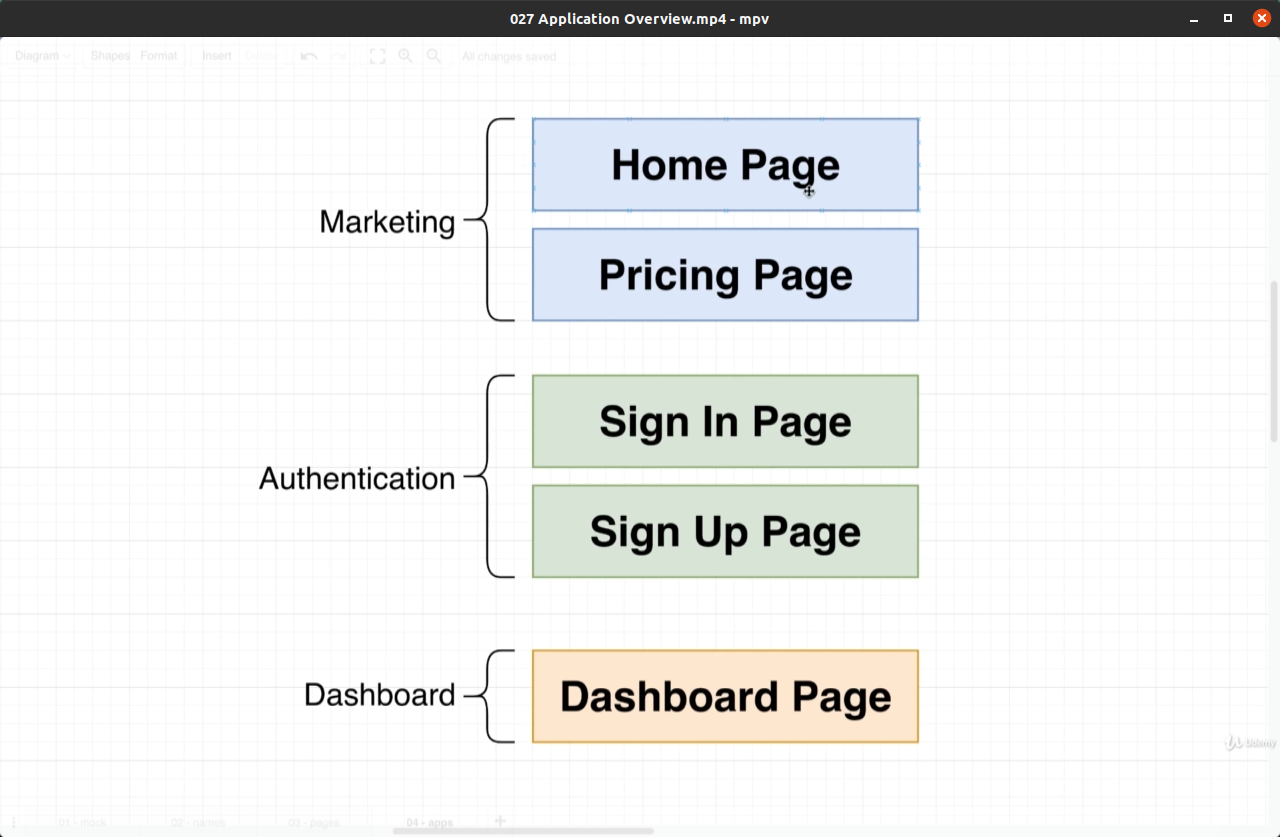 027 Application Overview.mp4 - mpv
Diagram Shapes Format Insert Delete All changes saved
Home Page
Marketing
Pricing Page
Sign In Page
Authentication
Sign Up Page
Dashboard
Dashboard Page
Udemy
01 - mock 02 - names 03 - pages 04 - apps